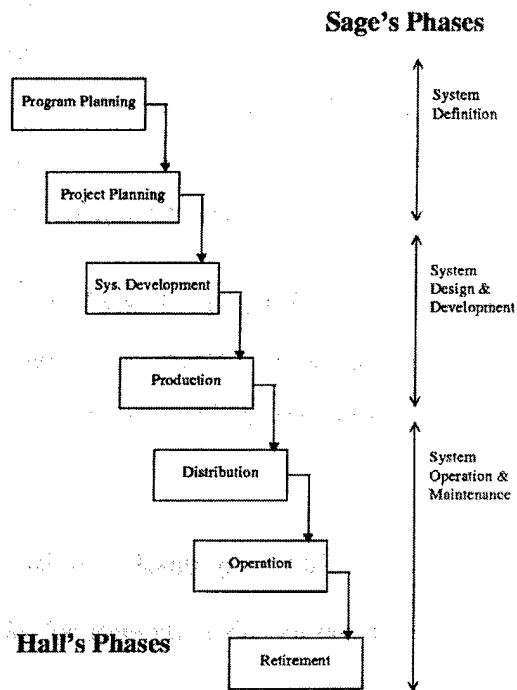 Sage's Phases
Program Planning
System
Definition
Project Planning
Sys. Development
System
Design &
Development
Production
Distribution
System
Operation &
Maintenance
Operation
Hall's Phases
Retirement